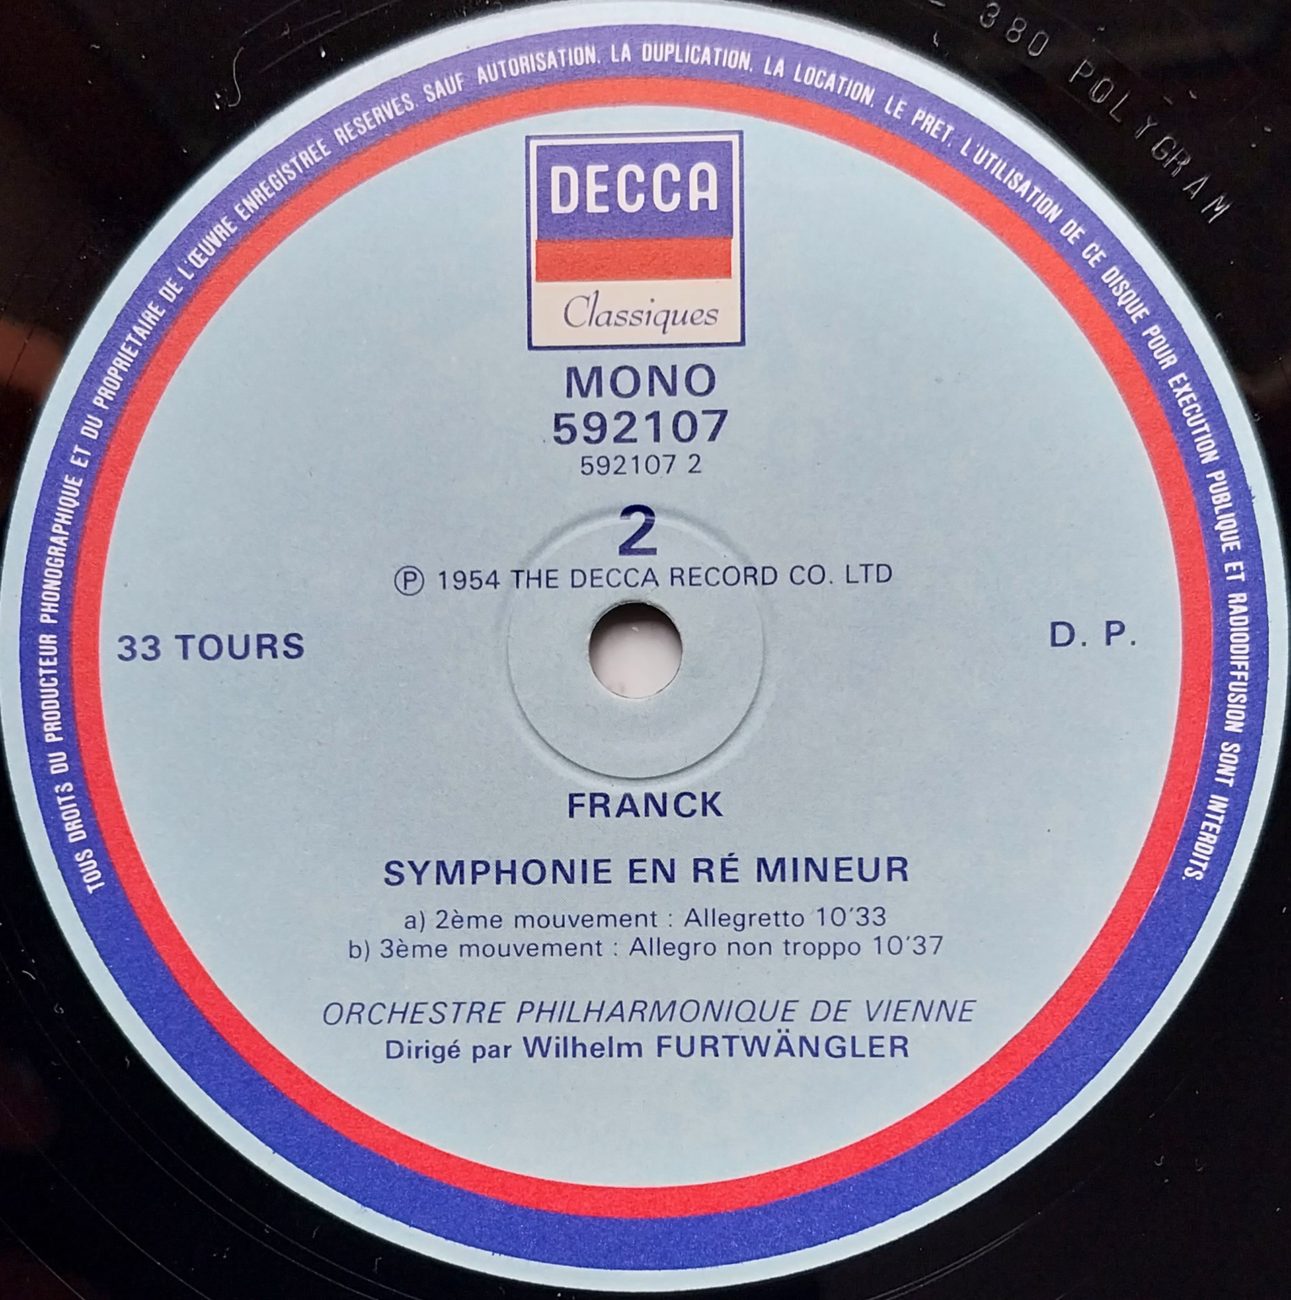 TOUS DROITS DU PRODUCTEUR PHONOGRAPHIQUE ET DU PROPRIETAIRE DE L'ŒUVRE ENREGISTREE RESERVES. SAUF AUTORISATION, LA DUPLICATION, LA LOCATION, LE PRET, L'UTILISATION DE CE DISQUE POUR EXECUTION PUBLIQUE ET RADIODIFFUSION SONT INTERDITS.
380 POLYGRAM
DECCA
Classiques
MONO
592107
592107 2
2
Ⓟ 1954 THE DECCA RECORD CO. LTD
33 TOURS
D. P.
FRANCK
SYMPHONIE EN RÉ MINEUR
a) 2ème mouvement : Allegretto 10'33
b) 3ème mouvement : Allegro non troppo 10'37
ORCHESTRE PHILHARMONIQUE DE VIENNE
Dirigé par Wilhelm FURTWÄNGLER